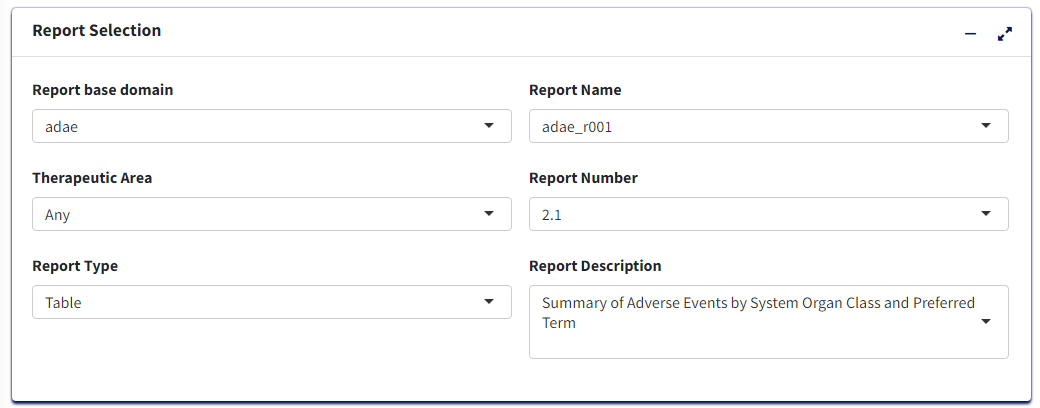 Report Selection
Report base domain
adae
Report Name
adae_r001
Therapeutic Area
Any
Report Number
2.1
Report Type
Table
Report Description
Summary of Adverse Events by System Organ Class and Preferred
Term